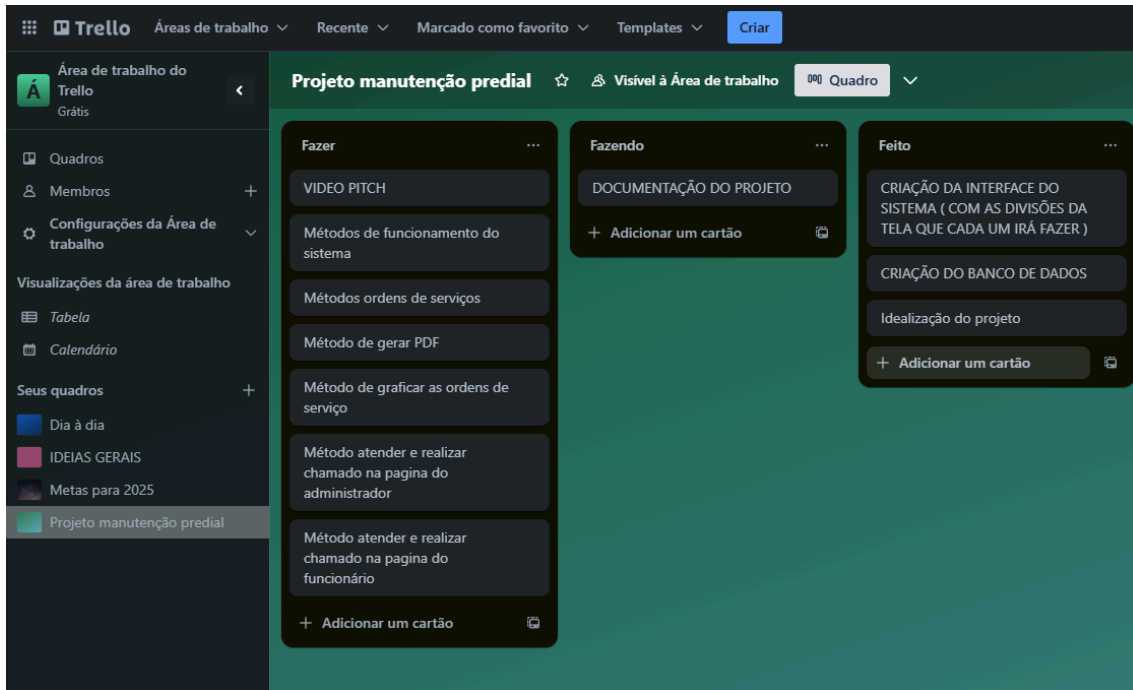 Trello
Áreas de trabalho
Recente
Marcado como favorito
Templates
Criar
Á
Área de trabalho do
Trello
Grátis
Quadros
Membros
Configurações da Área de
trabalho
Visualizações da área de trabalho
Tabela
Calendário
Seus quadros
Dia à dia
IDEIAS GERAIS
Metas para 2025
Projeto manutenção predial
Projeto manutenção predial
Visível à Área de trabalho
Quadro
Fazer
VIDEO PITCH
Métodos de funcionamento do
sistema
Métodos ordens de serviços
Método de gerar PDF
Método de graficar as ordens de
serviço
Método atender e realizar
chamado na pagina do
administrador
Método atender e realizar
chamado na pagina do
funcionário
+ Adicionar um cartão
Fazendo
DOCUMENTAÇÃO DO PROJETO
+ Adicionar um cartão
Feito
CRIAÇÃO DA INTERFACE DO
SISTEMA ( COM AS DIVISÕES DA
TELA QUE CADA UM IRÁ FAZER )
CRIAÇÃO DO BANCO DE DADOS
Idealização do projeto
+ Adicionar um cartão